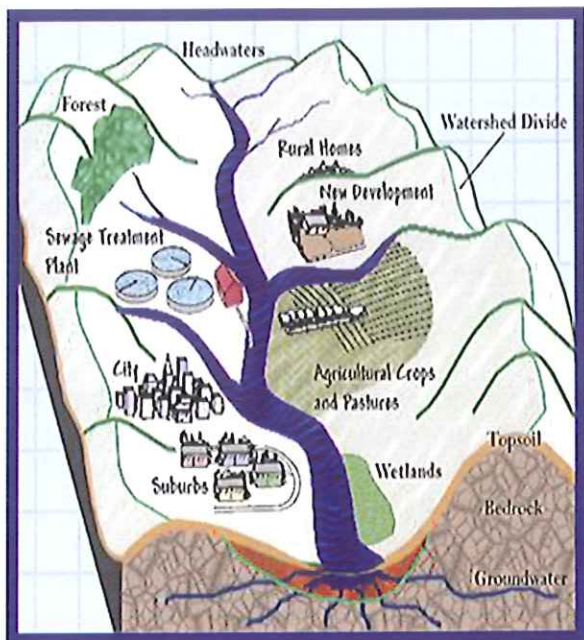 Headwaters
Forest
Watershed Divide
Rural Homes
New Development
Sewage Treatment
Plant
City
Agricultural Crops
and Pastures
Suburbs
Wetlands
Topsoil
Bedrock
Groundwater